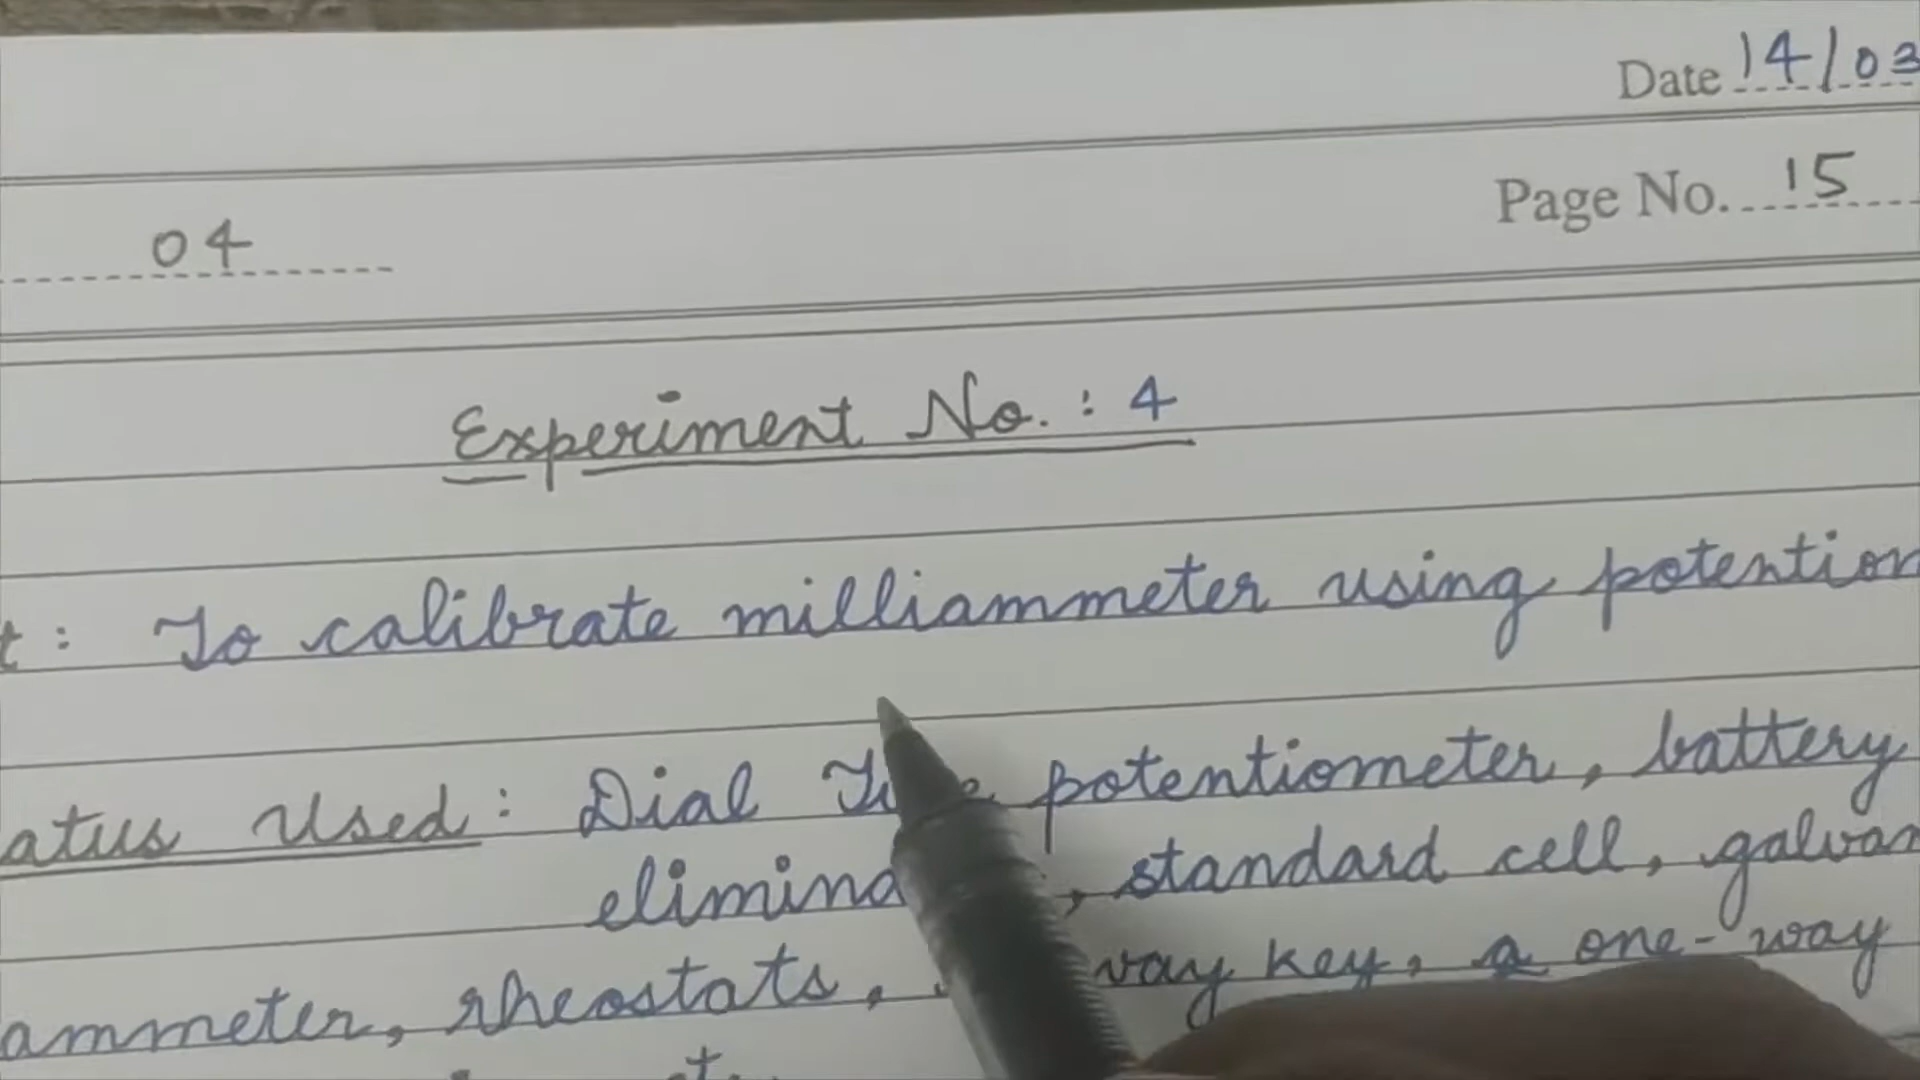 Date 14/03
Page No. 15
04
Experiment No. : 4
t : To calibrate milliammeter using potention
atus Used : Dial potentiometer, battery
elimina , standard cell, galvan
ammeter, rheostats, way key, a one-way